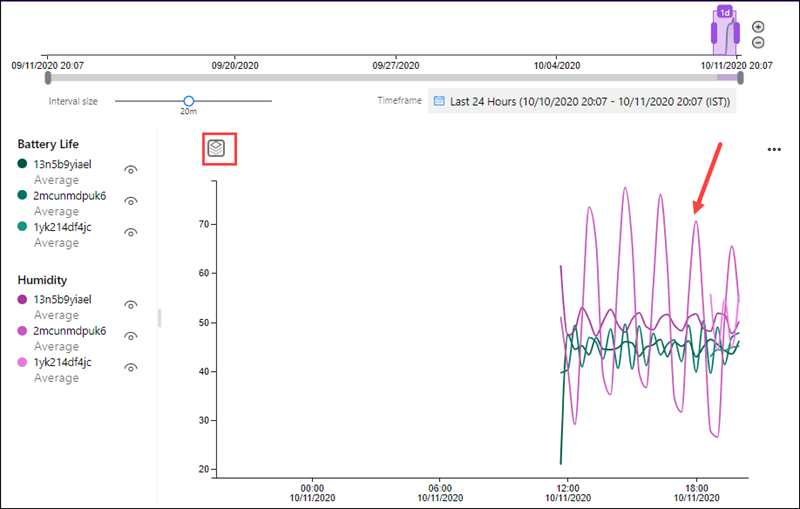 1d
09/11/2020 20:07
09/20/2020
09/27/2020
10/04/2020
10/11/2020 20:07
Interval size
20m
Timeframe
Last 24 Hours (10/10/2020 20:07 - 10/11/2020 20:07 (IST))
Battery Life
13n5b9yiael
Average
2mcunmdpuk6
Average
1yk214df4jc
Average
Humidity
13n5b9yiael
Average
2mcunmdpuk6
Average
1yk214df4jc
Average
70
60
50
40
30
20
00:00
10/11/2020
06:00
10/11/2020
12:00
10/11/2020
18:00
10/11/2020